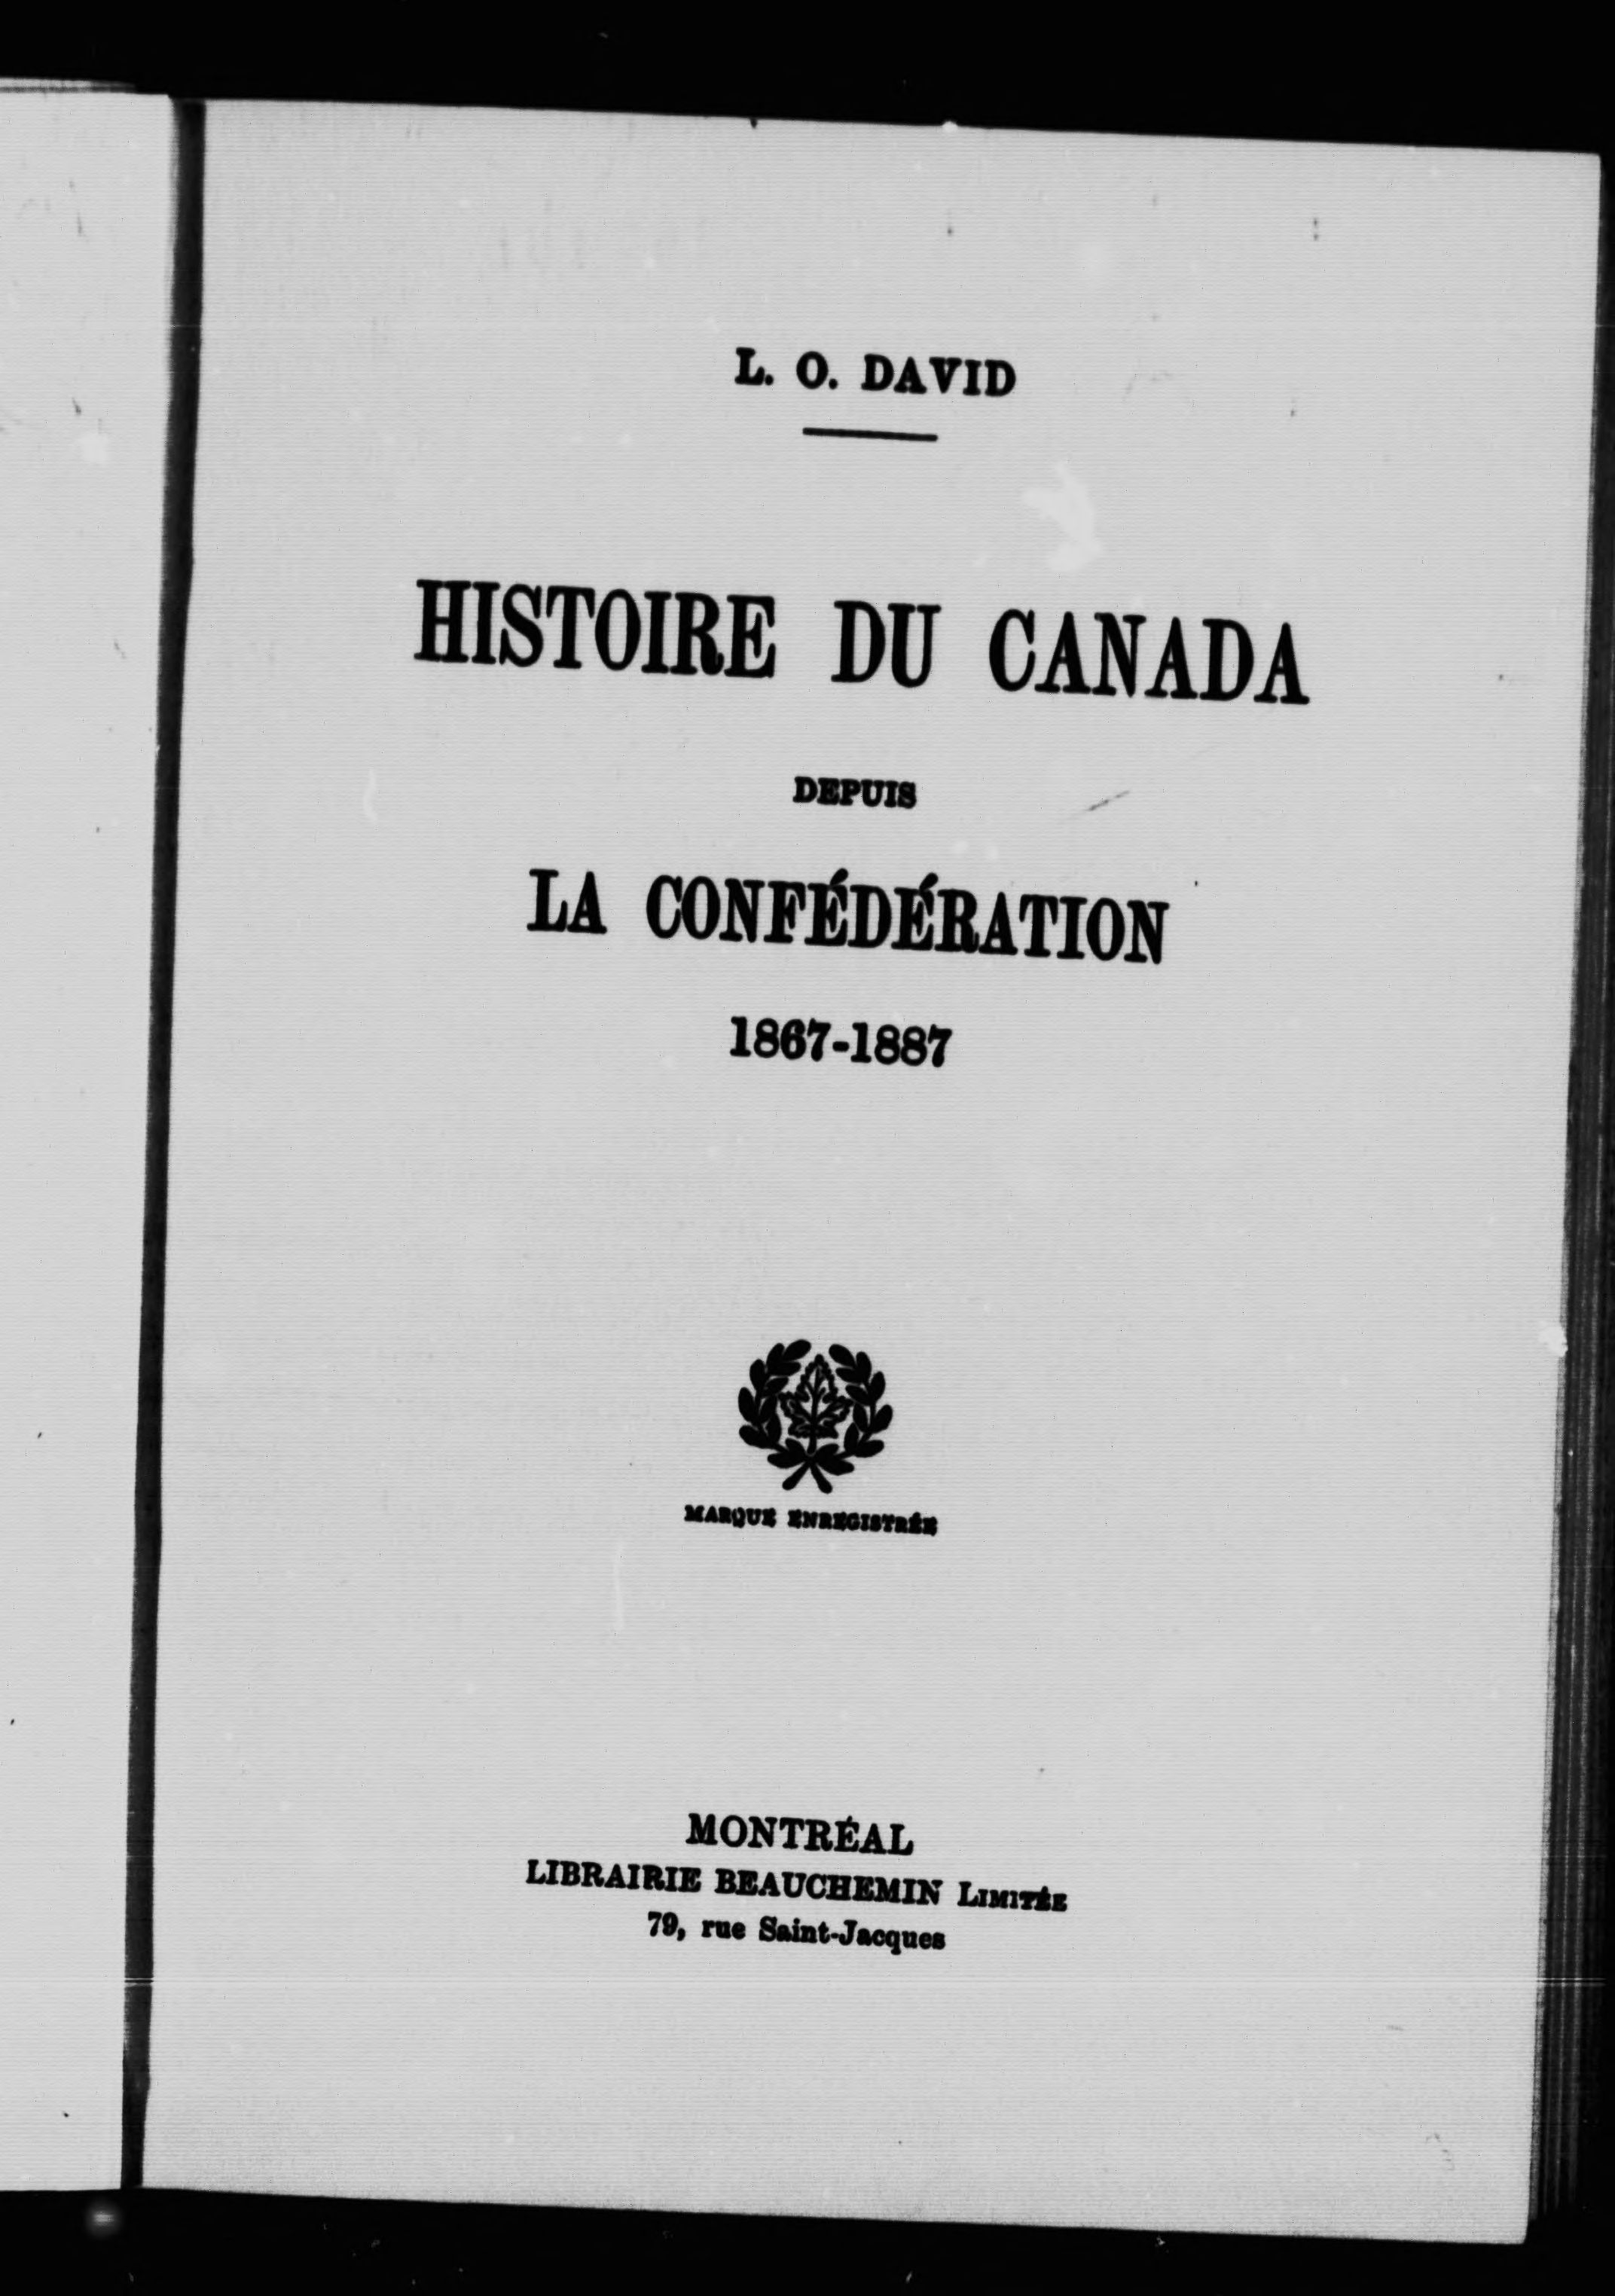 L. O. DAVID
HISTOIRE DU CANADA
DEPUIS
LA CONFÉDÉRATION
1867-1887
MARQUE ENREGISTRÉE
MONTRÉAL
LIBRAIRIE BEAUCHEMIN LIMITÉE
79, rue Saint-Jacques